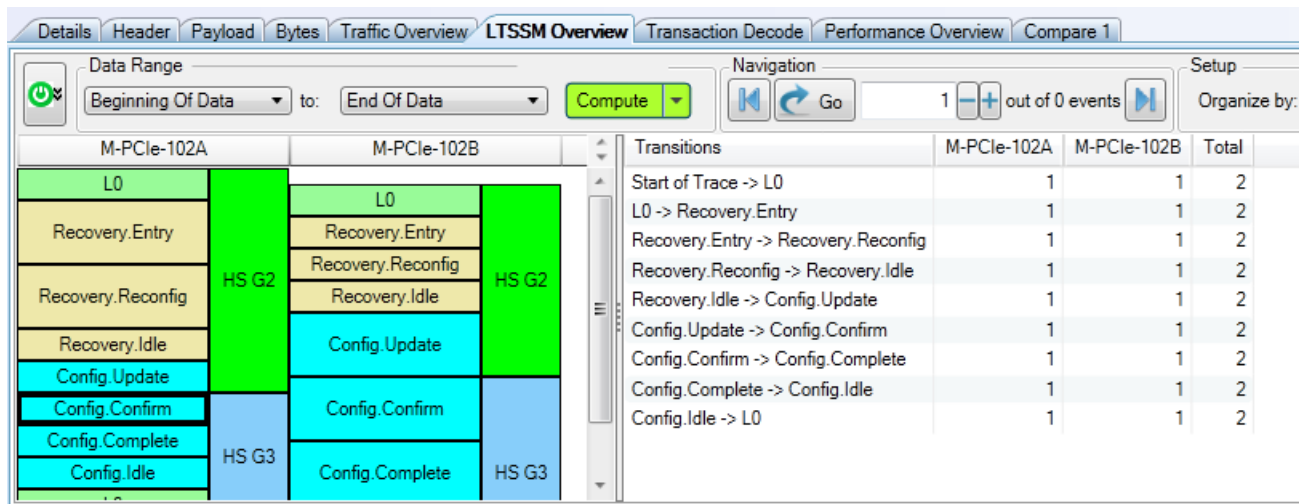 Details Header Payload Bytes Traffic Overview LTSSM Overview Transaction Decode Performance Overview Compare 1
Data Range Navigation Setup
Beginning Of Data to: End Of Data Compute Go 1 out of 0 events Organize by:
M-PCIe-102A M-PCIe-102B
L0
Recovery.Entry
Recovery.Reconfig
Recovery.Idle
Config.Update
Config.Confirm
Config.Complete
Config.Idle
L0
HS G2
HS G3
L0
Recovery.Entry
Recovery.Reconfig
Recovery.Idle
Config.Update
Config.Confirm
Config.Complete
HS G2
HS G3
Transitions M-PCIe-102A M-PCIe-102B Total
Start of Trace -> L0 1 1 2
L0 -> Recovery.Entry 1 1 2
Recovery.Entry -> Recovery.Reconfig 1 1 2
Recovery.Reconfig -> Recovery.Idle 1 1 2
Recovery.Idle -> Config.Update 1 1 2
Config.Update -> Config.Confirm 1 1 2
Config.Confirm -> Config.Complete 1 1 2
Config.Complete -> Config.Idle 1 1 2
Config.Idle -> L0 1 1 2